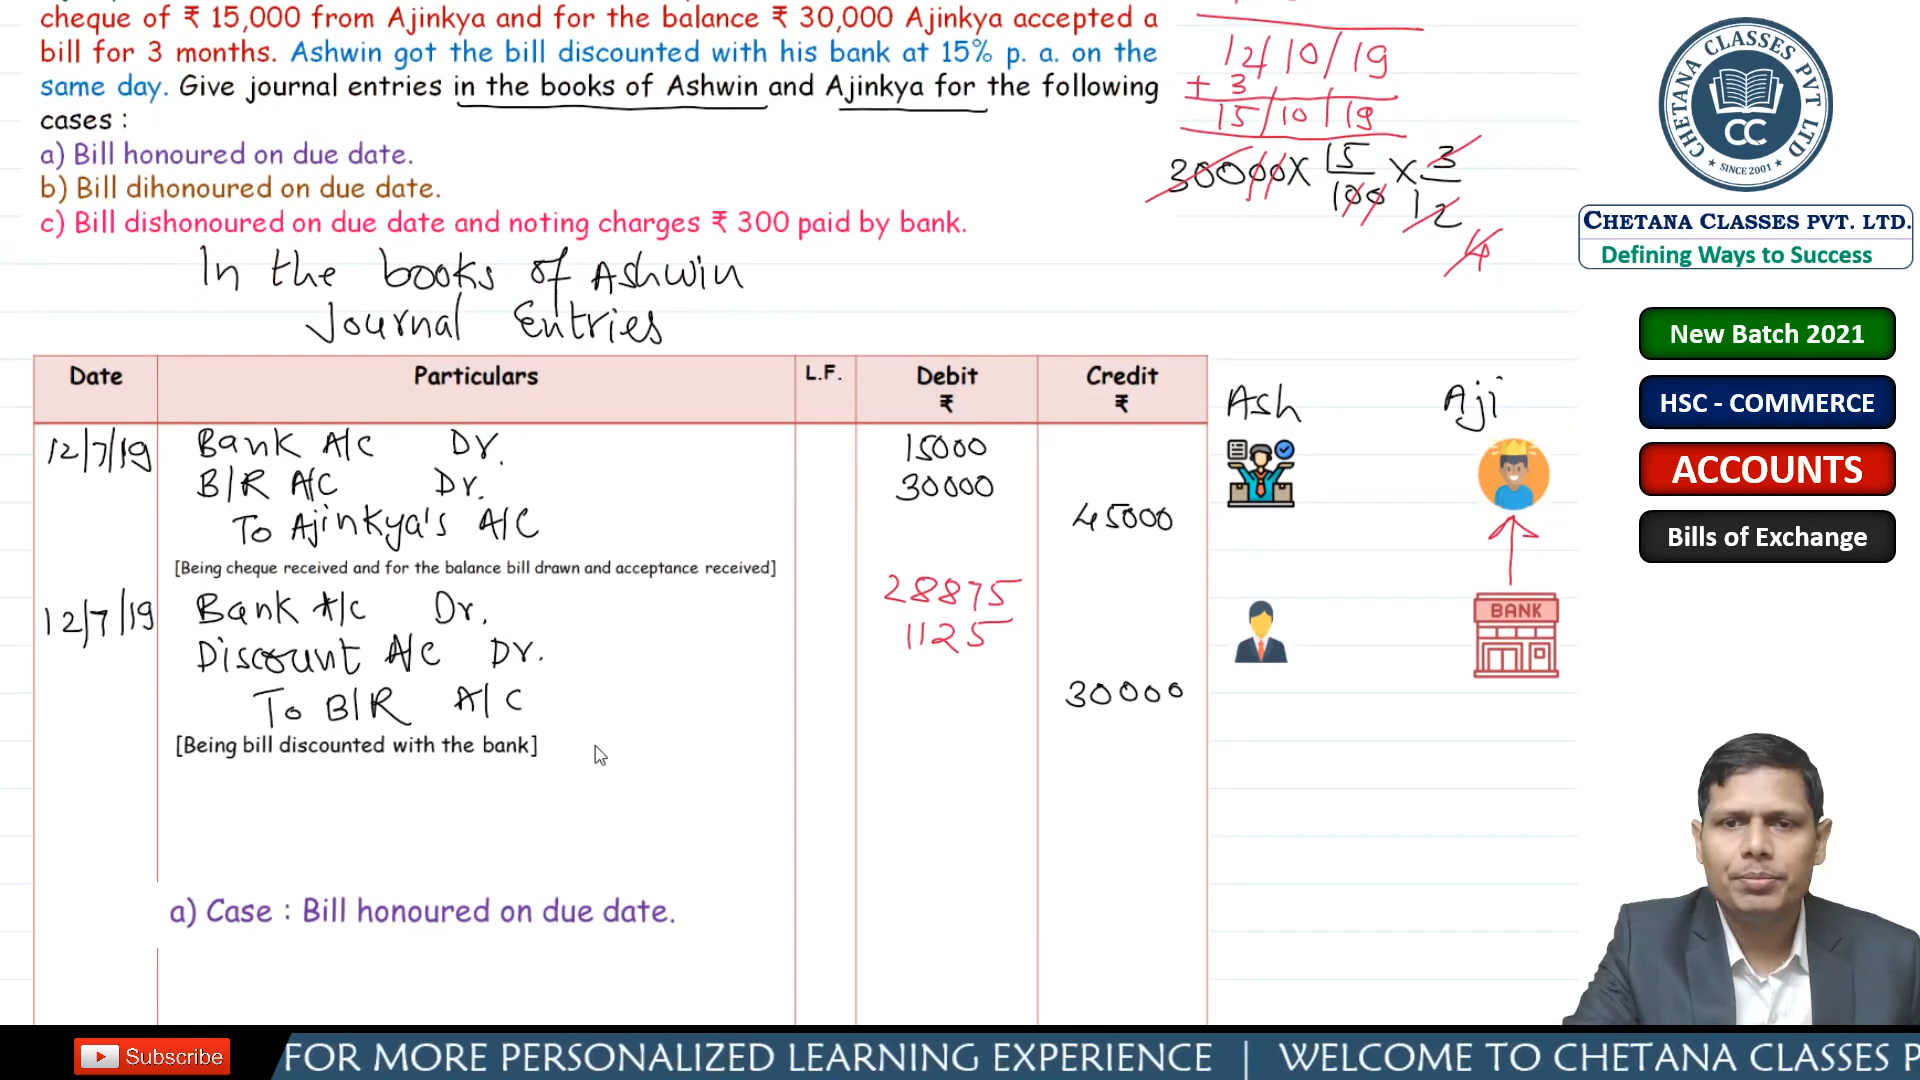 cheque of ₹ 15,000 from Ajinkya and for the balance ₹ 30,000 Ajinkya accepted a
bill for 3 months. Ashwin got the bill discounted with his bank at 15% p. a. on the
same day. Give journal entries in the books of Ashwin and Ajinkya for the following
cases :
a) Bill honoured on due date.
b) Bill dihonoured on due date.
c) Bill dishonoured on due date and noting charges ₹ 300 paid by bank.
12/10/19
+ 3
15/10/19
30000 X 15/100 X 3/12
4
In the books of Ashwin
Journal Entries
Date Particulars L.F. Debit ₹ Credit ₹
12/7/19 Bank A/c Dr. 15000
B/R A/C Dr. 30000
To Ajinkya's A/C 45000
[Being cheque received and for the balance bill drawn and acceptance received]
12/7/19 Bank A/c Dr. 28875
Discount A/c Dr. 1125
To B/R A/C 30000
[Being bill discounted with the bank]
a) Case : Bill honoured on due date.
Ash Aji
BANK
CHETANA CLASSES PVT LTD
CC
SINCE 2001
CHETANA CLASSES PVT. LTD.
Defining Ways to Success
New Batch 2021
HSC - COMMERCE
ACCOUNTS
Bills of Exchange
Subscribe
FOR MORE PERSONALIZED LEARNING EXPERIENCE | WELCOME TO CHETANA CLASSES P